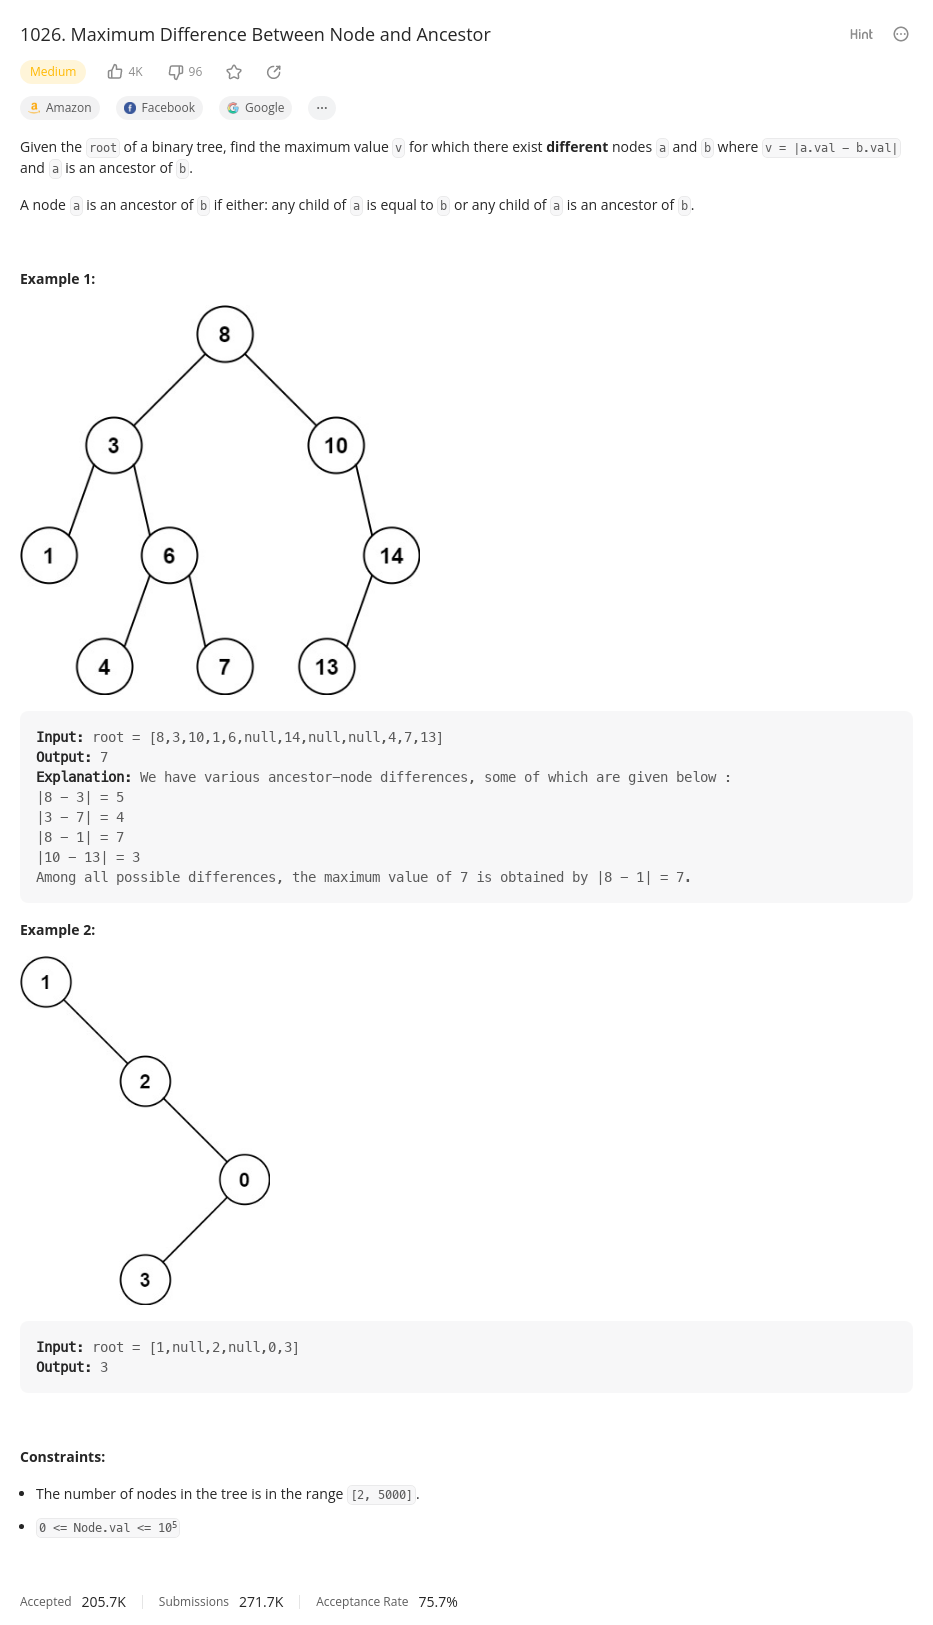 1026. Maximum Difference Between Node and Ancestor
Hint
Medium
4K
96
Amazon
Facebook
Google
Given the root of a binary tree, find the maximum value v for which there exist different nodes a and b where v = |a.val - b.val|
and a is an ancestor of b.
A node a is an ancestor of b if either: any child of a is equal to b or any child of a is an ancestor of b.
Example 1:
8
3
10
1
6
14
4
7
13
Input: root = [8,3,10,1,6,null,14,null,null,4,7,13]
Output: 7
Explanation: We have various ancestor-node differences, some of which are given below :
|8 - 3| = 5
|3 - 7| = 4
|8 - 1| = 7
|10 - 13| = 3
Among all possible differences, the maximum value of 7 is obtained by |8 - 1| = 7.
Example 2:
1
2
0
3
Input: root = [1,null,2,null,0,3]
Output: 3
Constraints:
• The number of nodes in the tree is in the range [2, 5000].
• 0 <= Node.val <= 10⁵
Accepted 205.7K Submissions 271.7K Acceptance Rate 75.7%